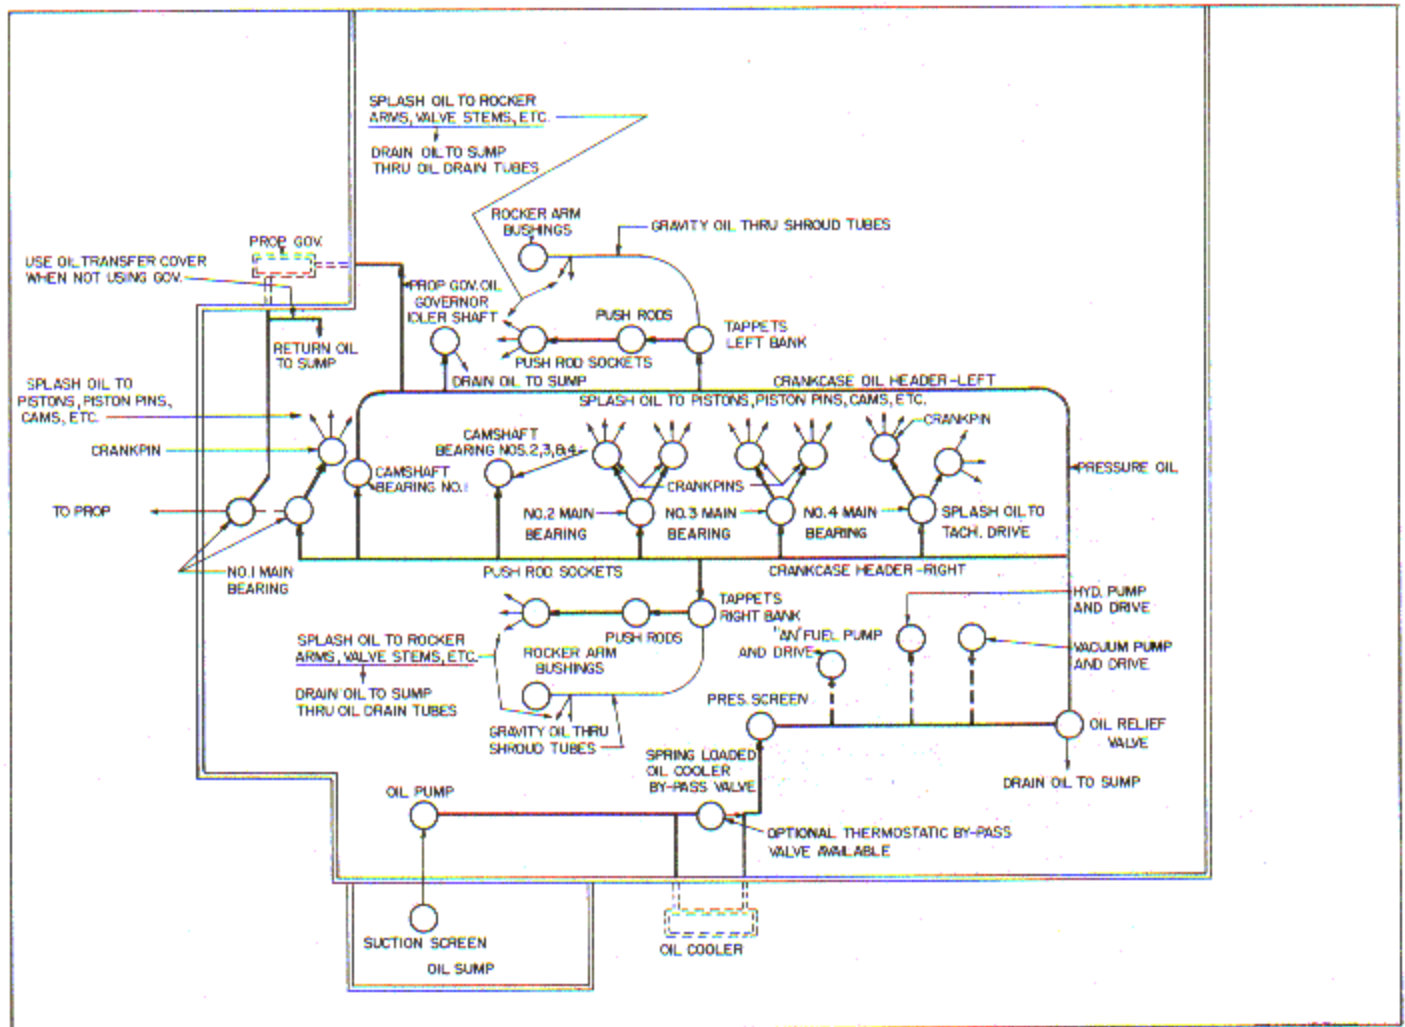 SPLASH OIL TO ROCKER
ARMS, VALVE STEMS, ETC.
DRAIN OIL TO SUMP
THRU OIL DRAIN TUBES
ROCKER ARM
BUSHINGS
GRAVITY OIL THRU SHROUD TUBES
PROP GOV.
USE OIL TRANSFER COVER
WHEN NOT USING GOV.
PROP GOV. OIL
GOVERNOR
IDLER SHAFT
PUSH RODS
TAPPETS
LEFT BANK
RETURN OIL
TO SUMP
PUSH ROD SOCKETS
DRAIN OIL TO SUMP
CRANKCASE OIL HEADER-LEFT
SPLASH OIL TO
PISTONS, PISTON PINS,
CAMS, ETC.
SPLASH OIL TO PISTONS, PISTON PINS, CAMS, ETC.
CRANKPIN
CRANKPIN
CAMSHAFT
BEARING NOS. 2, 3, & 4
CAMSHAFT
BEARING NO. 1
PRESSURE OIL
CRANKPINS
TO PROP
NO. 2 MAIN
BEARING
NO. 3 MAIN
BEARING
NO. 4 MAIN
BEARING
SPLASH OIL TO
TACH. DRIVE
NO. 1 MAIN
BEARING
PUSH ROD SOCKETS
CRANKCASE HEADER-RIGHT
TAPPETS
RIGHT BANK
HYD. PUMP
AND DRIVE
PUSH RODS
"AN" FUEL PUMP
AND DRIVE
SPLASH OIL TO ROCKER
ARMS, VALVE STEMS, ETC.
ROCKER ARM
BUSHINGS
VACUUM PUMP
AND DRIVE
DRAIN OIL TO SUMP
THRU OIL DRAIN TUBES
PRES. SCREEN
GRAVITY OIL THRU
SHROUD TUBES
OIL RELIEF
VALVE
SPRING LOADED
OIL COOLER
BY-PASS VALVE
DRAIN OIL TO SUMP
OIL PUMP
OPTIONAL THERMOSTATIC BY-PASS
VALVE AVAILABLE
SUCTION SCREEN
OIL COOLER
OIL SUMP